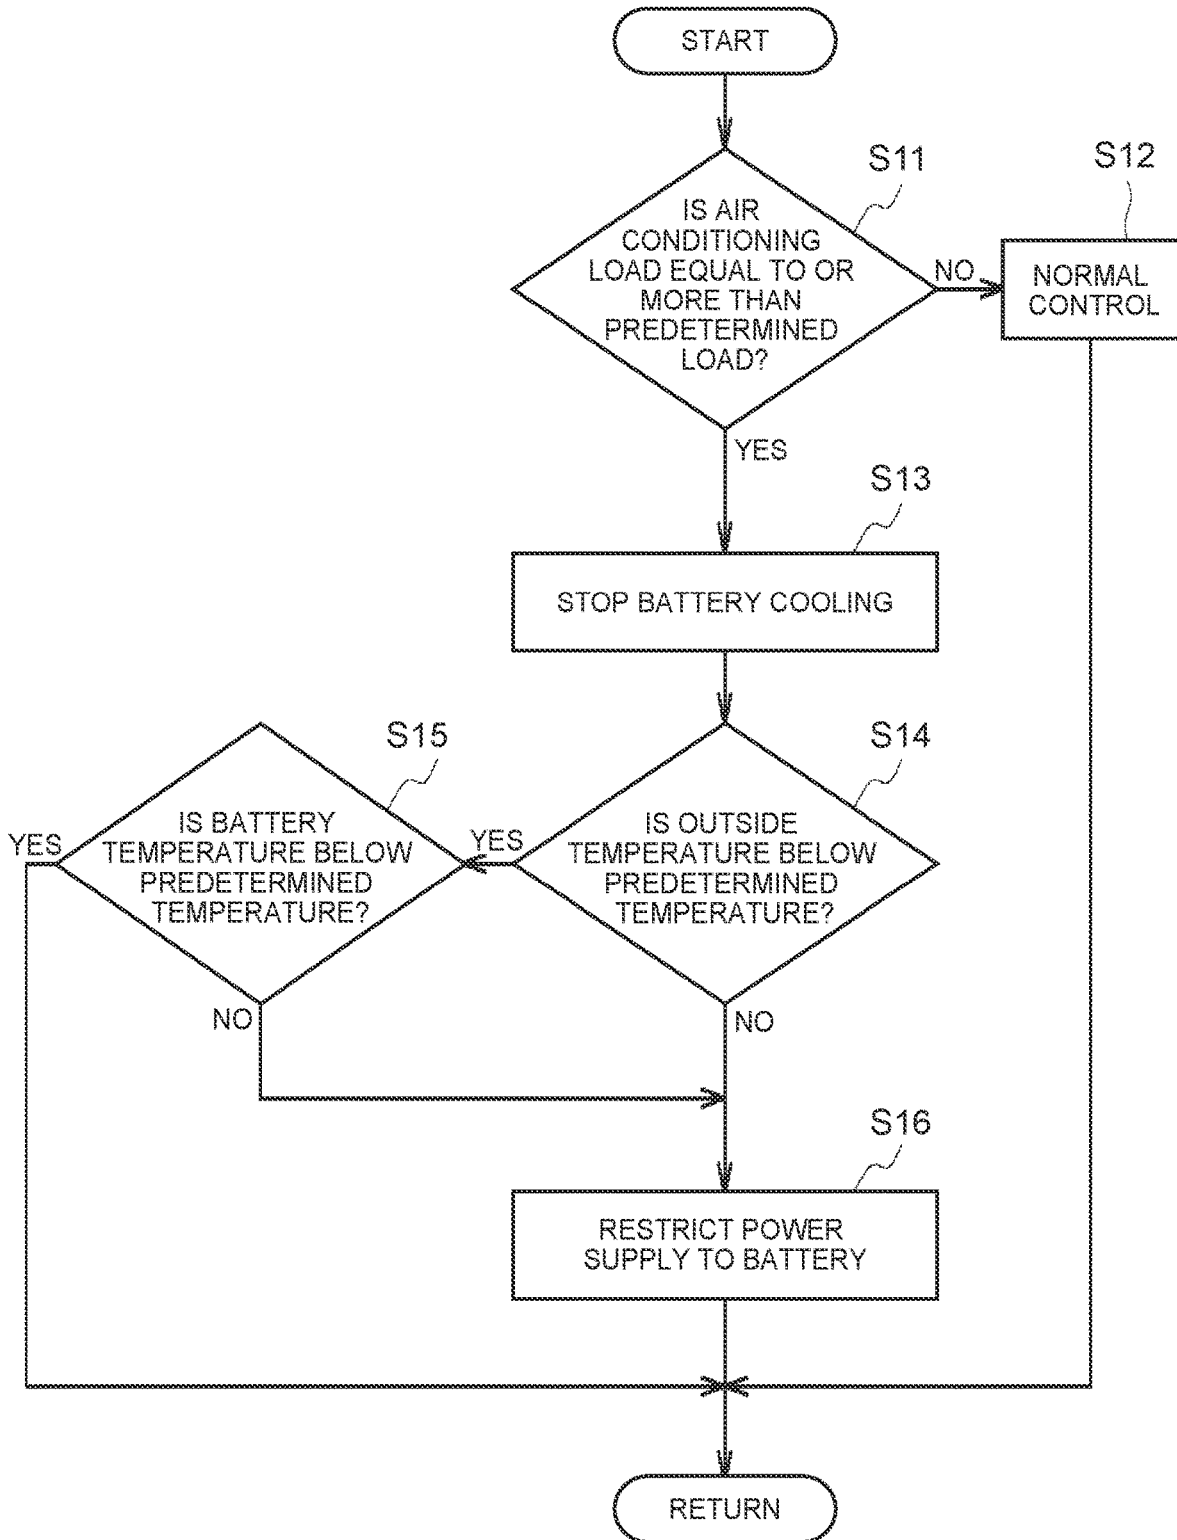 START
S11
IS AIR
CONDITIONING
LOAD EQUAL TO OR
MORE THAN
PREDETERMINED
LOAD?
NO
S12
NORMAL
CONTROL
YES
S13
STOP BATTERY COOLING
S14
IS OUTSIDE
TEMPERATURE BELOW
PREDETERMINED
TEMPERATURE?
YES
S15
IS BATTERY
TEMPERATURE BELOW
PREDETERMINED
TEMPERATURE?
YES
NO
NO
S16
RESTRICT POWER
SUPPLY TO BATTERY
RETURN